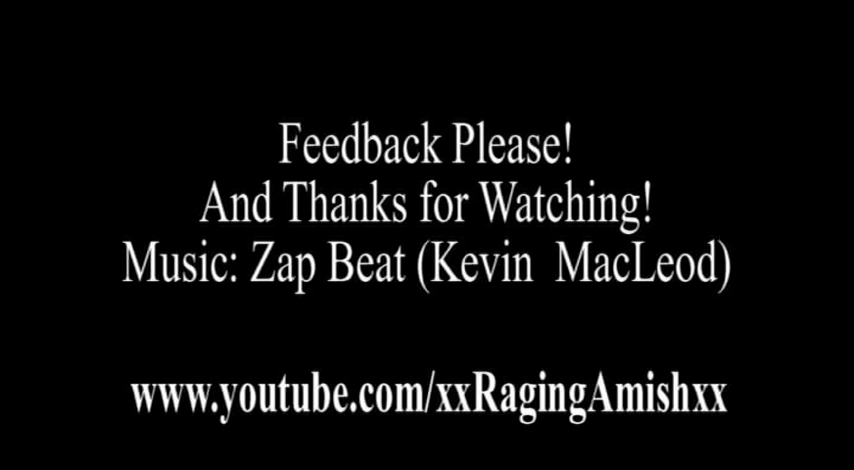 Feedback Please!
And Thanks for Watching!
Music: Zap Beat (Kevin  MacLeod)
www.youtube.com/xxRagingAmishxx